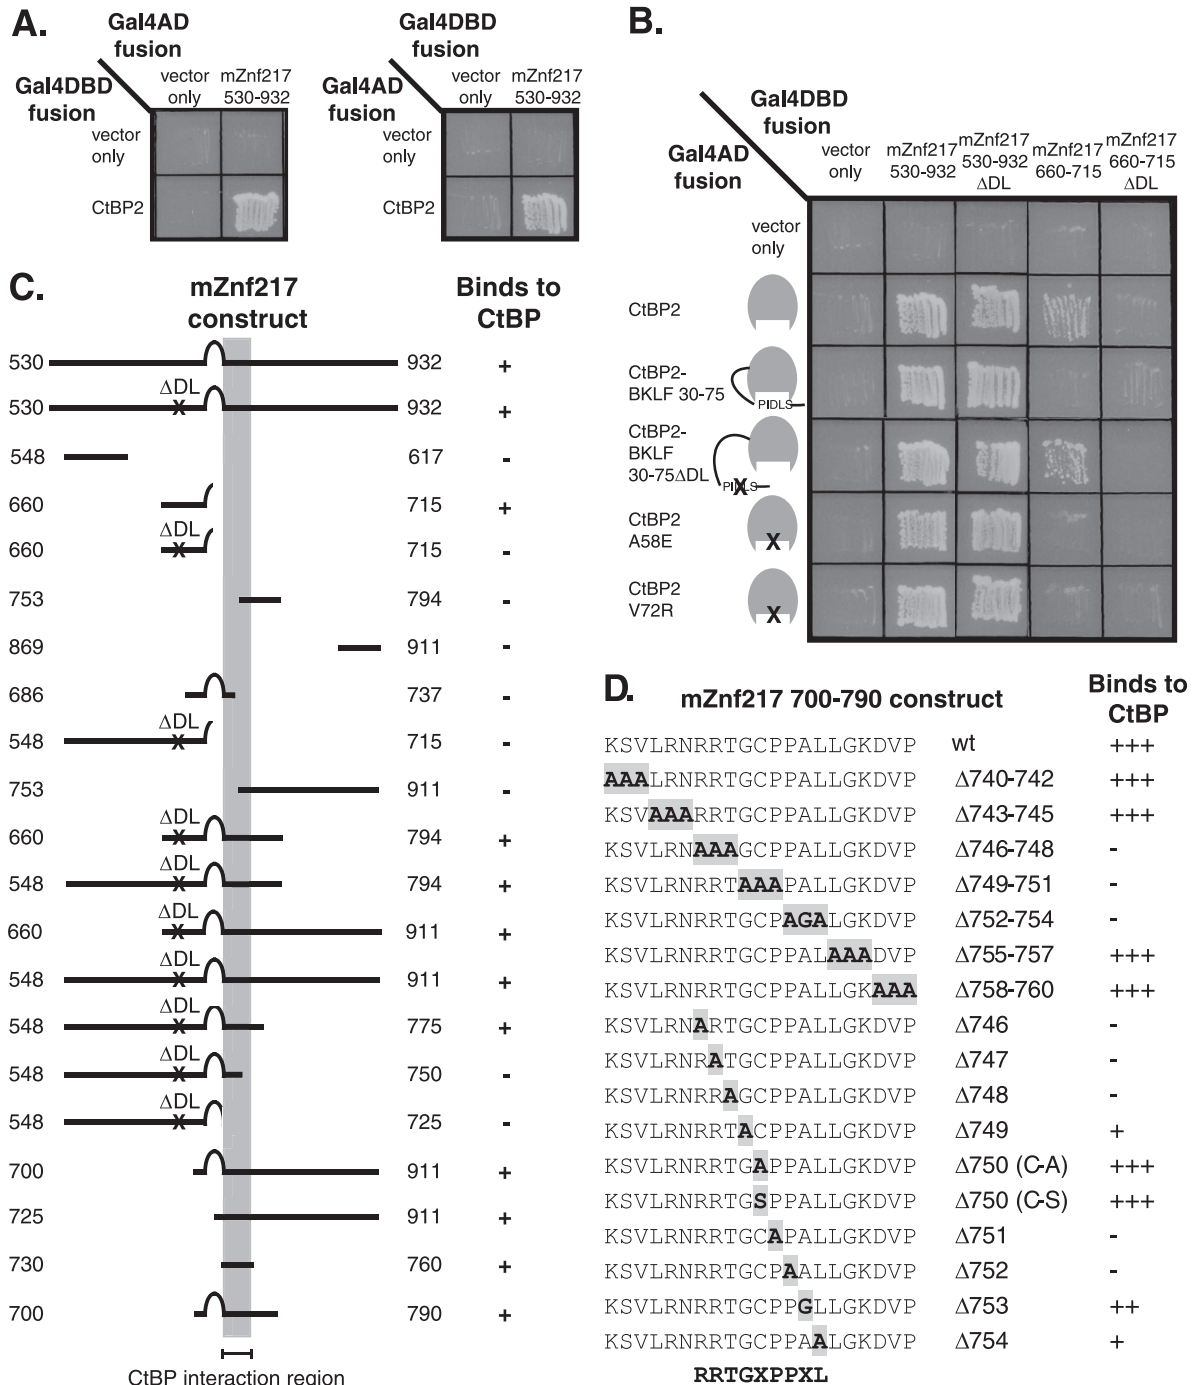 A.
Gal4AD
fusion
Gal4DBD
fusion
vector
only
mZnf217
530-932
vector
only
CtBP2
Gal4DBD
fusion
Gal4AD
fusion
vector
only
mZnf217
530-932
vector
only
CtBP2
B.
Gal4DBD
fusion
Gal4AD
fusion
vector
only
mZnf217
530-932
mZnf217
530-932
ΔDL
mZnf217
660-715
mZnf217
660-715
ΔDL
vector
only
CtBP2
CtBP2-
BKLF 30-75
PIDLS
CtBP2-
BKLF
30-75ΔDL
PIXLS
CtBP2
A58E
X
CtBP2
V72R
X
C.
mZnf217
construct
Binds to
CtBP
530 932 +
ΔDL
530 X 932 +
548 617 -
660 715 +
ΔDL
660 X 715 -
753 794 -
869 911 -
686 737 -
ΔDL
548 X 715 -
753 911 -
ΔDL
660 X 794 +
ΔDL
548 X 794 +
ΔDL
660 X 911 +
ΔDL
548 X 911 +
ΔDL
548 X 775 +
ΔDL
548 X 750 -
ΔDL
548 X 725 -
700 911 +
725 911 +
730 760 +
700 790 +
CtBP interaction region
D.
mZnf217 700-790 construct
Binds to
CtBP
KSVLRNRRTGCPPALLGKDVP wt +++
AAALRNRRTGCPPALLGKDVP Δ740-742 +++
KSVAAARRTGCPPALLGKDVP Δ743-745 +++
KSVLRNAAAGCPPALLGKDVP Δ746-748 -
KSVLRNRRTAAAPALLGKDVP Δ749-751 -
KSVLRNRRTGCPAGALGKDVP Δ752-754 -
KSVLRNRRTGCPPALAAADVP Δ755-757 +++
KSVLRNRRTGCPPALLGKAAA Δ758-760 +++
KSVLRNARTGCPPALLGKDVP Δ746 -
KSVLRNRATGCPPALLGKDVP Δ747 -
KSVLRNRRAGCPPALLGKDVP Δ748 -
KSVLRNRRTACPPALLGKDVP Δ749 +
KSVLRNRRTGAPPALLGKDVP Δ750 (C-A) +++
KSVLRNRRTGSPPALLGKDVP Δ750 (C-S) +++
KSVLRNRRTGCAPALLGKDVP Δ751 -
KSVLRNRRTGCPAALLGKDVP Δ752 -
KSVLRNRRTGCPPGLLGKDVP Δ753 ++
KSVLRNRRTGCPPAALGKDVP Δ754 +
RRTGXPPXL